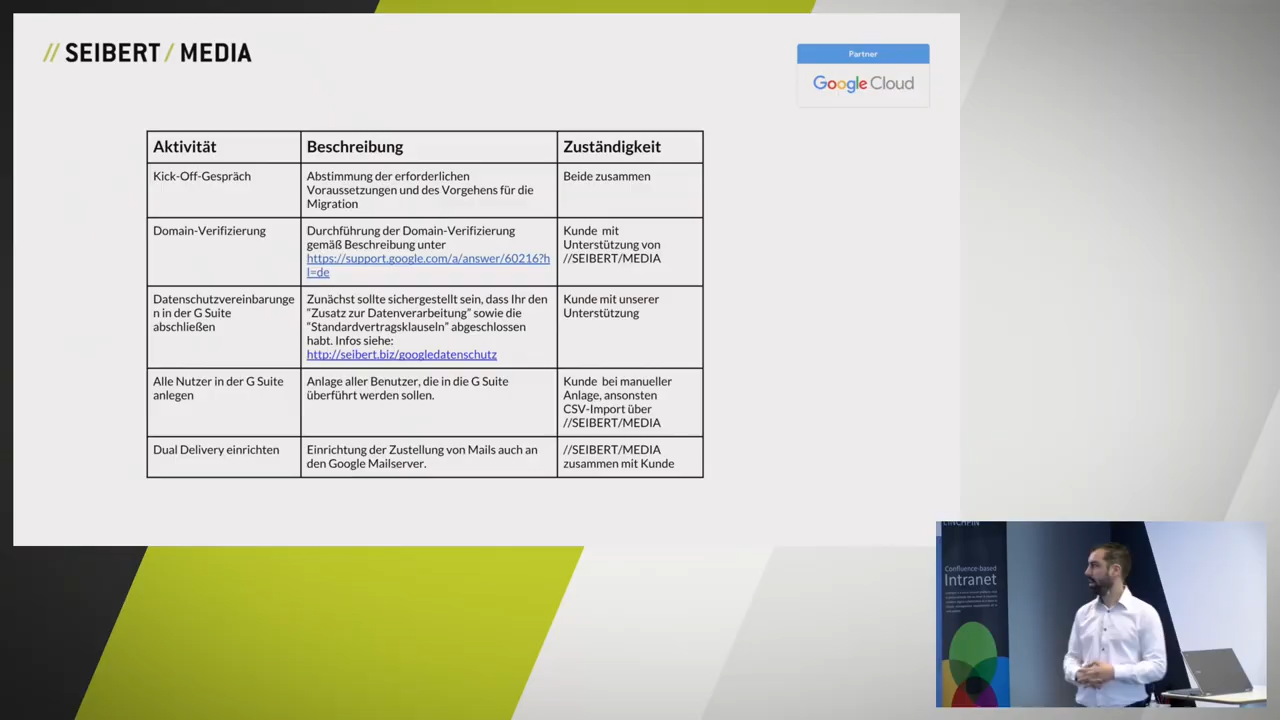 // SEIBERT / MEDIA
Partner
Google Cloud
Aktivität
Beschreibung
Zuständigkeit
Kick-Off-Gespräch
Abstimmung der erforderlichen
Voraussetzungen und des Vorgehens für die
Migration
Beide zusammen
Domain-Verifizierung
Durchführung der Domain-Verifizierung
gemäß Beschreibung unter
https://support.google.com/a/answer/60216?h
l=de
Kunde mit
Unterstützung von
//SEIBERT/MEDIA
Datenschutzvereinbarunge
n in der G Suite
abschließen
Zunächst sollte sichergestellt sein, dass Ihr den
"Zusatz zur Datenverarbeitung" sowie die
"Standardvertragsklauseln" abgeschlossen
habt. Infos siehe:
http://seibert.biz/googledatenschutz
Kunde mit unserer
Unterstützung
Alle Nutzer in der G Suite
anlegen
Anlage aller Benutzer, die in die G Suite
überführt werden sollen.
Kunde bei manueller
Anlage, ansonsten
CSV-Import über
//SEIBERT/MEDIA
Dual Delivery einrichten
Einrichtung der Zustellung von Mails auch an
den Google Mailserver.
//SEIBERT/MEDIA
zusammen mit Kunde
LINCHPIN
Confluence-based
Intranet